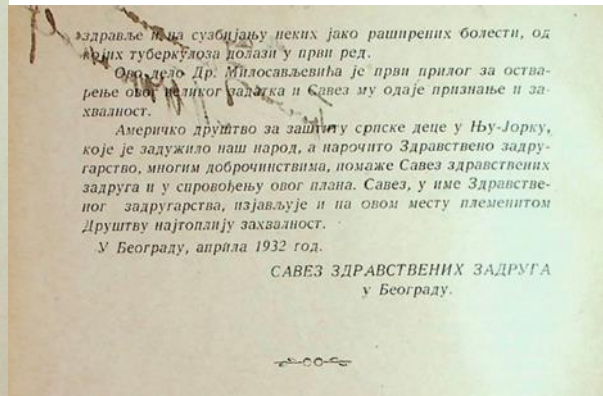 здравље и на сузбијању неких јако раширених болести, од
којих туберкулоза долази у први ред.
Ово дело Др. Милосављевића је први прилог за оства-
рење овог великог задатка и Савез му одаје признање и за-
хвалност.
Америчко друштво за заштиту српске деце у Њу-Јорку,
које је задужило наш народ, а нарочито Здравствено задру-
гарство, многим доброчинствима, помаже Савез здравствених
задруга и у спровођењу овог плана. Савез, у име Здравстве-
ног задругарства, изјављује и на овом месту племенитом
Друштву најтоплију захвалност.
У Београду, априла 1932 год.
САВЕЗ ЗДРАВСТВЕНИХ ЗАДРУГА
у Београду.